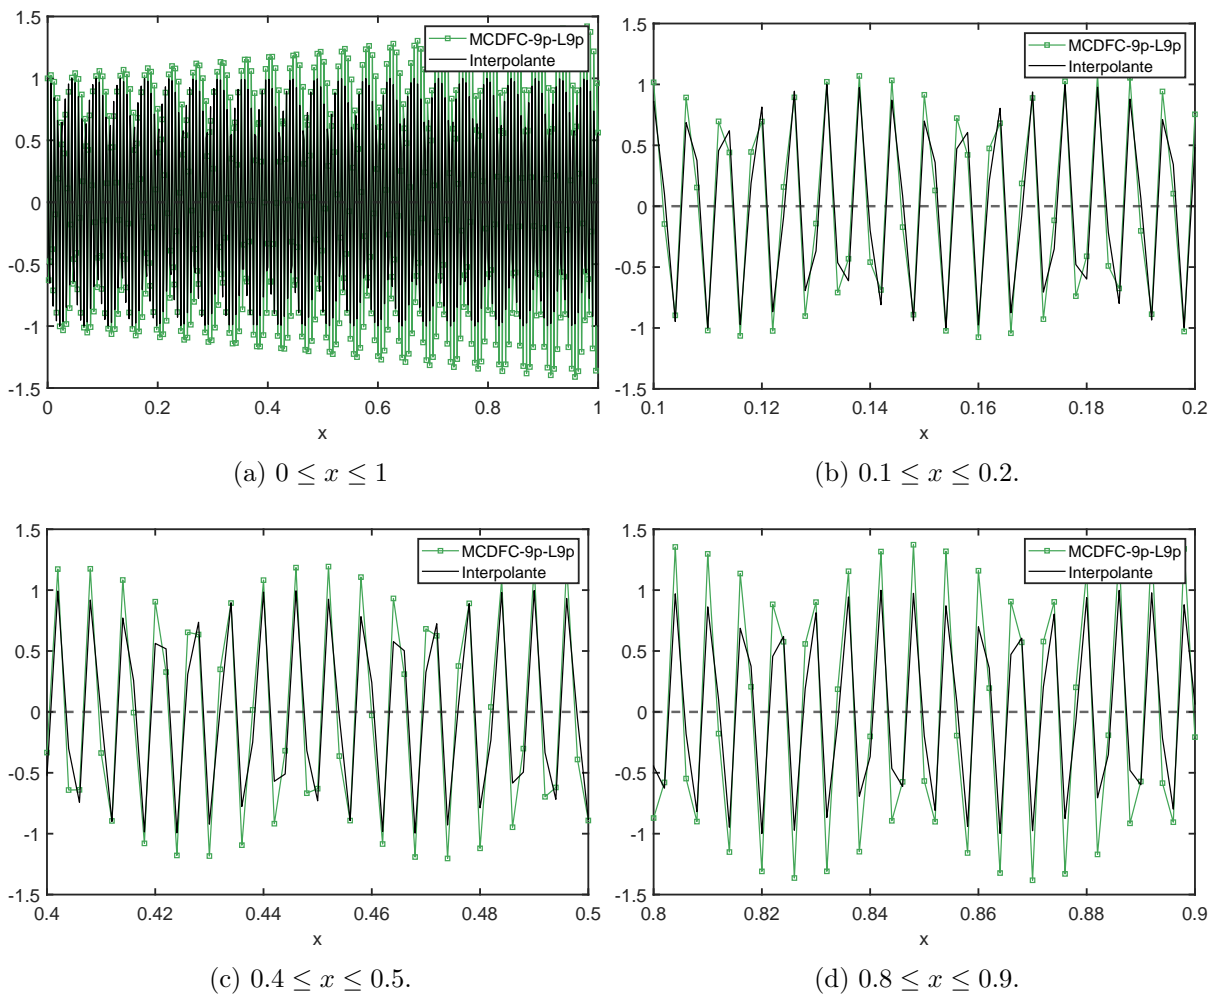 1.5
1
0.5
0
-0.5
-1
-1.5
0 0.2 0.4 0.6 0.8 1
x
MCDFC-9p-L9p
Interpolante
(a) 0 ≤ x ≤ 1
1.5
1
0.5
0
-0.5
-1
-1.5
0.1 0.12 0.14 0.16 0.18 0.2
x
MCDFC-9p-L9p
Interpolante
(b) 0.1 ≤ x ≤ 0.2.
1.5
1
0.5
0
-0.5
-1
-1.5
0.4 0.42 0.44 0.46 0.48 0.5
x
MCDFC-9p-L9p
Interpolante
(c) 0.4 ≤ x ≤ 0.5.
1.5
1
0.5
0
-0.5
-1
-1.5
0.8 0.82 0.84 0.86 0.88 0.9
x
MCDFC-9p-L9p
Interpolante
(d) 0.8 ≤ x ≤ 0.9.